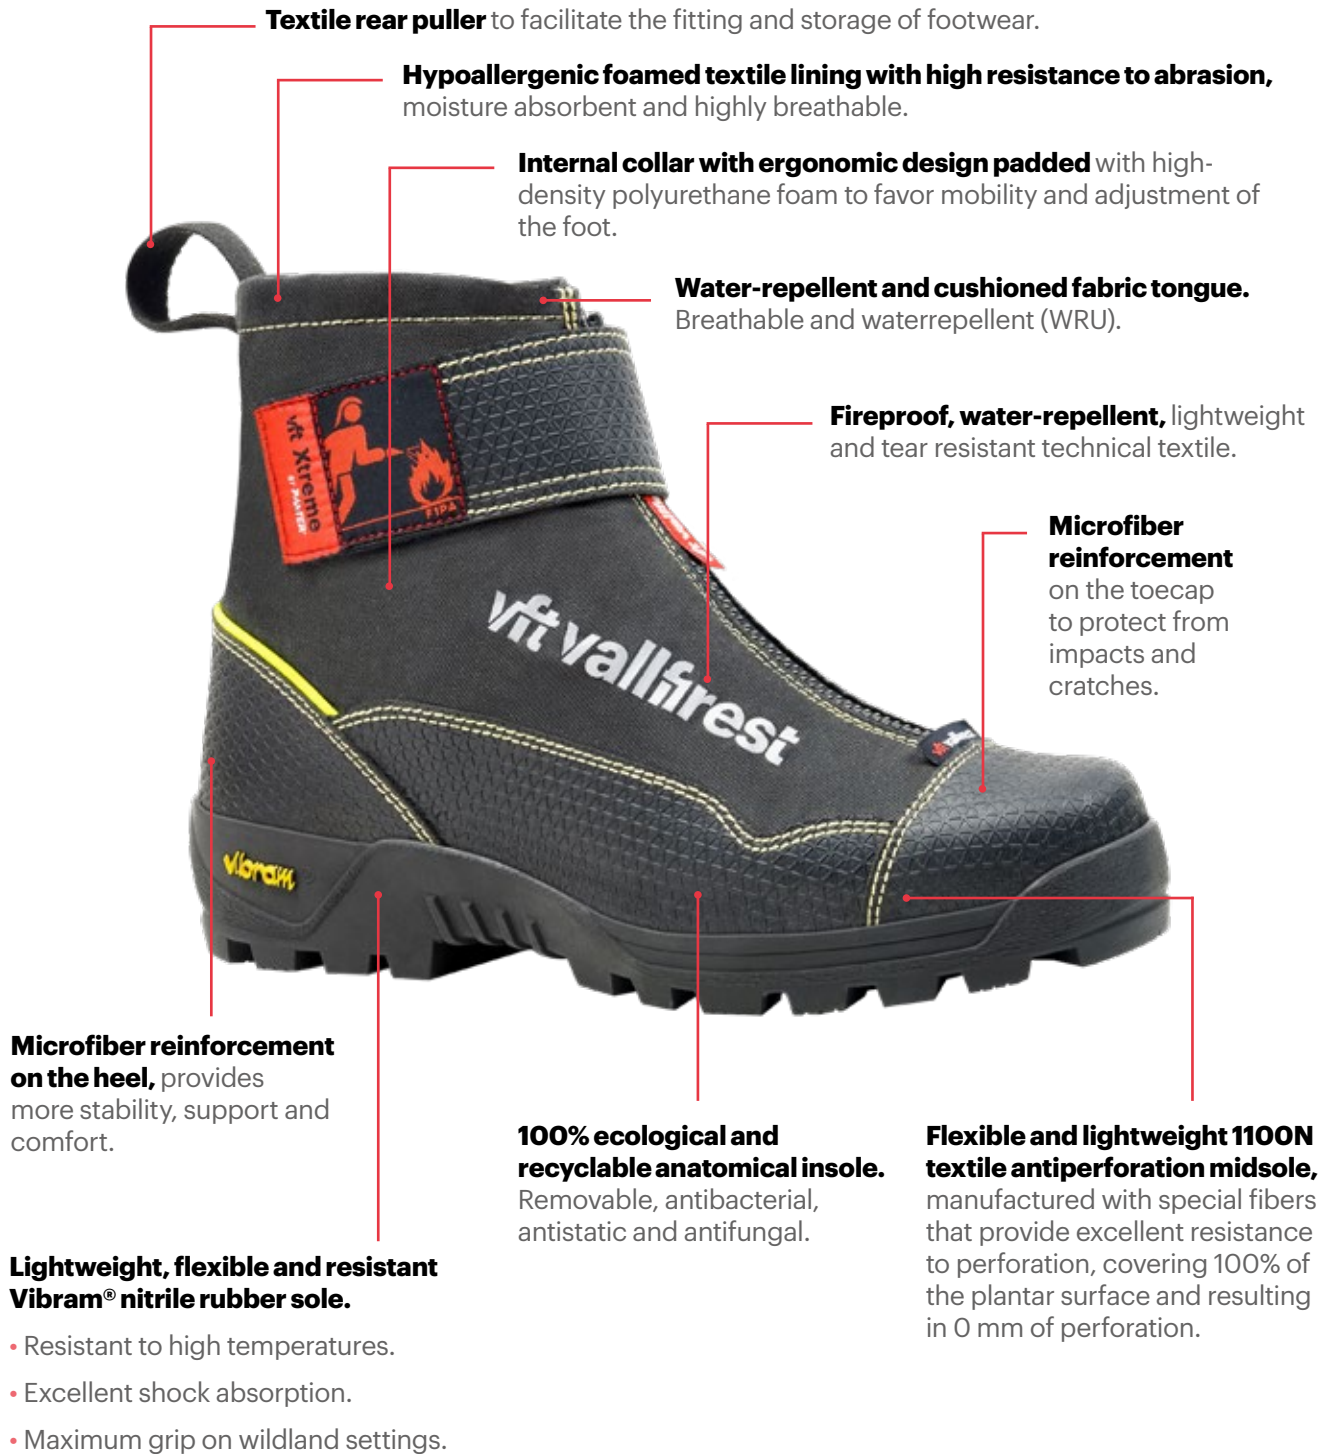 Textile rear puller to facilitate the fitting and storage of footwear.
Hypoallergenic foamed textile lining with high resistance to abrasion,
moisture absorbent and highly breathable.
Internal collar with ergonomic design padded with high-
density polyurethane foam to favor mobility and adjustment of
the foot.
Water-repellent and cushioned fabric tongue.
Breathable and waterrepellent (WRU).
Fireproof, water-repellent, lightweight
and tear resistant technical textile.
vft Xtreme
BY PANTER
F1PA
Microfiber
reinforcement
on the toecap
to protect from
impacts and
cratches.
vft vallfirest
vibram
Microfiber reinforcement
on the heel, provides
more stability, support and
comfort.
100% ecological and
recyclable anatomical insole.
Removable, antibacterial,
antistatic and antifungal.
Flexible and lightweight 1100N
textile antiperforation midsole,
manufactured with special fibers
that provide excellent resistance
to perforation, covering 100% of
the plantar surface and resulting
in 0 mm of perforation.
Lightweight, flexible and resistant
Vibram® nitrile rubber sole.
• Resistant to high temperatures.
• Excellent shock absorption.
• Maximum grip on wildland settings.